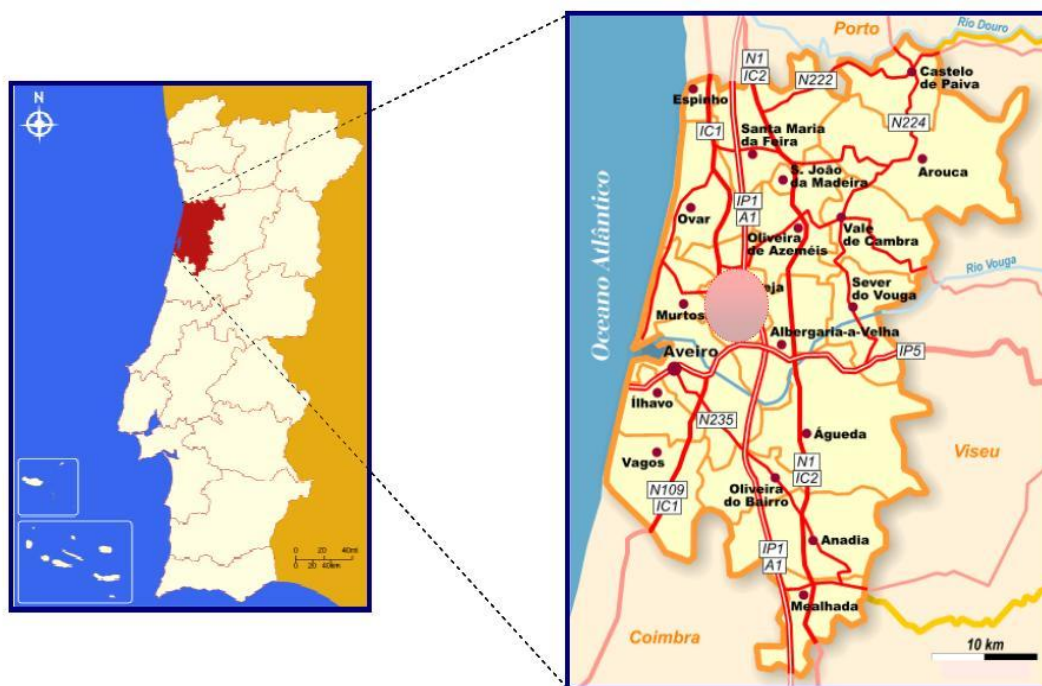 N
0 20 40mi
0 20 40km
Porto
Rio Douro
N1
IC2
N222
Castelo
de Paiva
Espinho
IC1
Santa Maria
da Feira
N224
Arouca
S. João
da Madeira
IP1
A1
Ovar
Oliveira
de Azeméis
Vale
de Cambra
Oceano Atlântico
Rio Vouga
eja
Sever
do Vouga
Murtos
Albergaria-a-Velha
Aveiro
IP5
Ílhavo
N235
Águeda
Vagos
N1
IC2
Viseu
N109
IC1
Oliveira
do Bairro
Anadia
IP1
A1
Mealhada
Coimbra
10 km